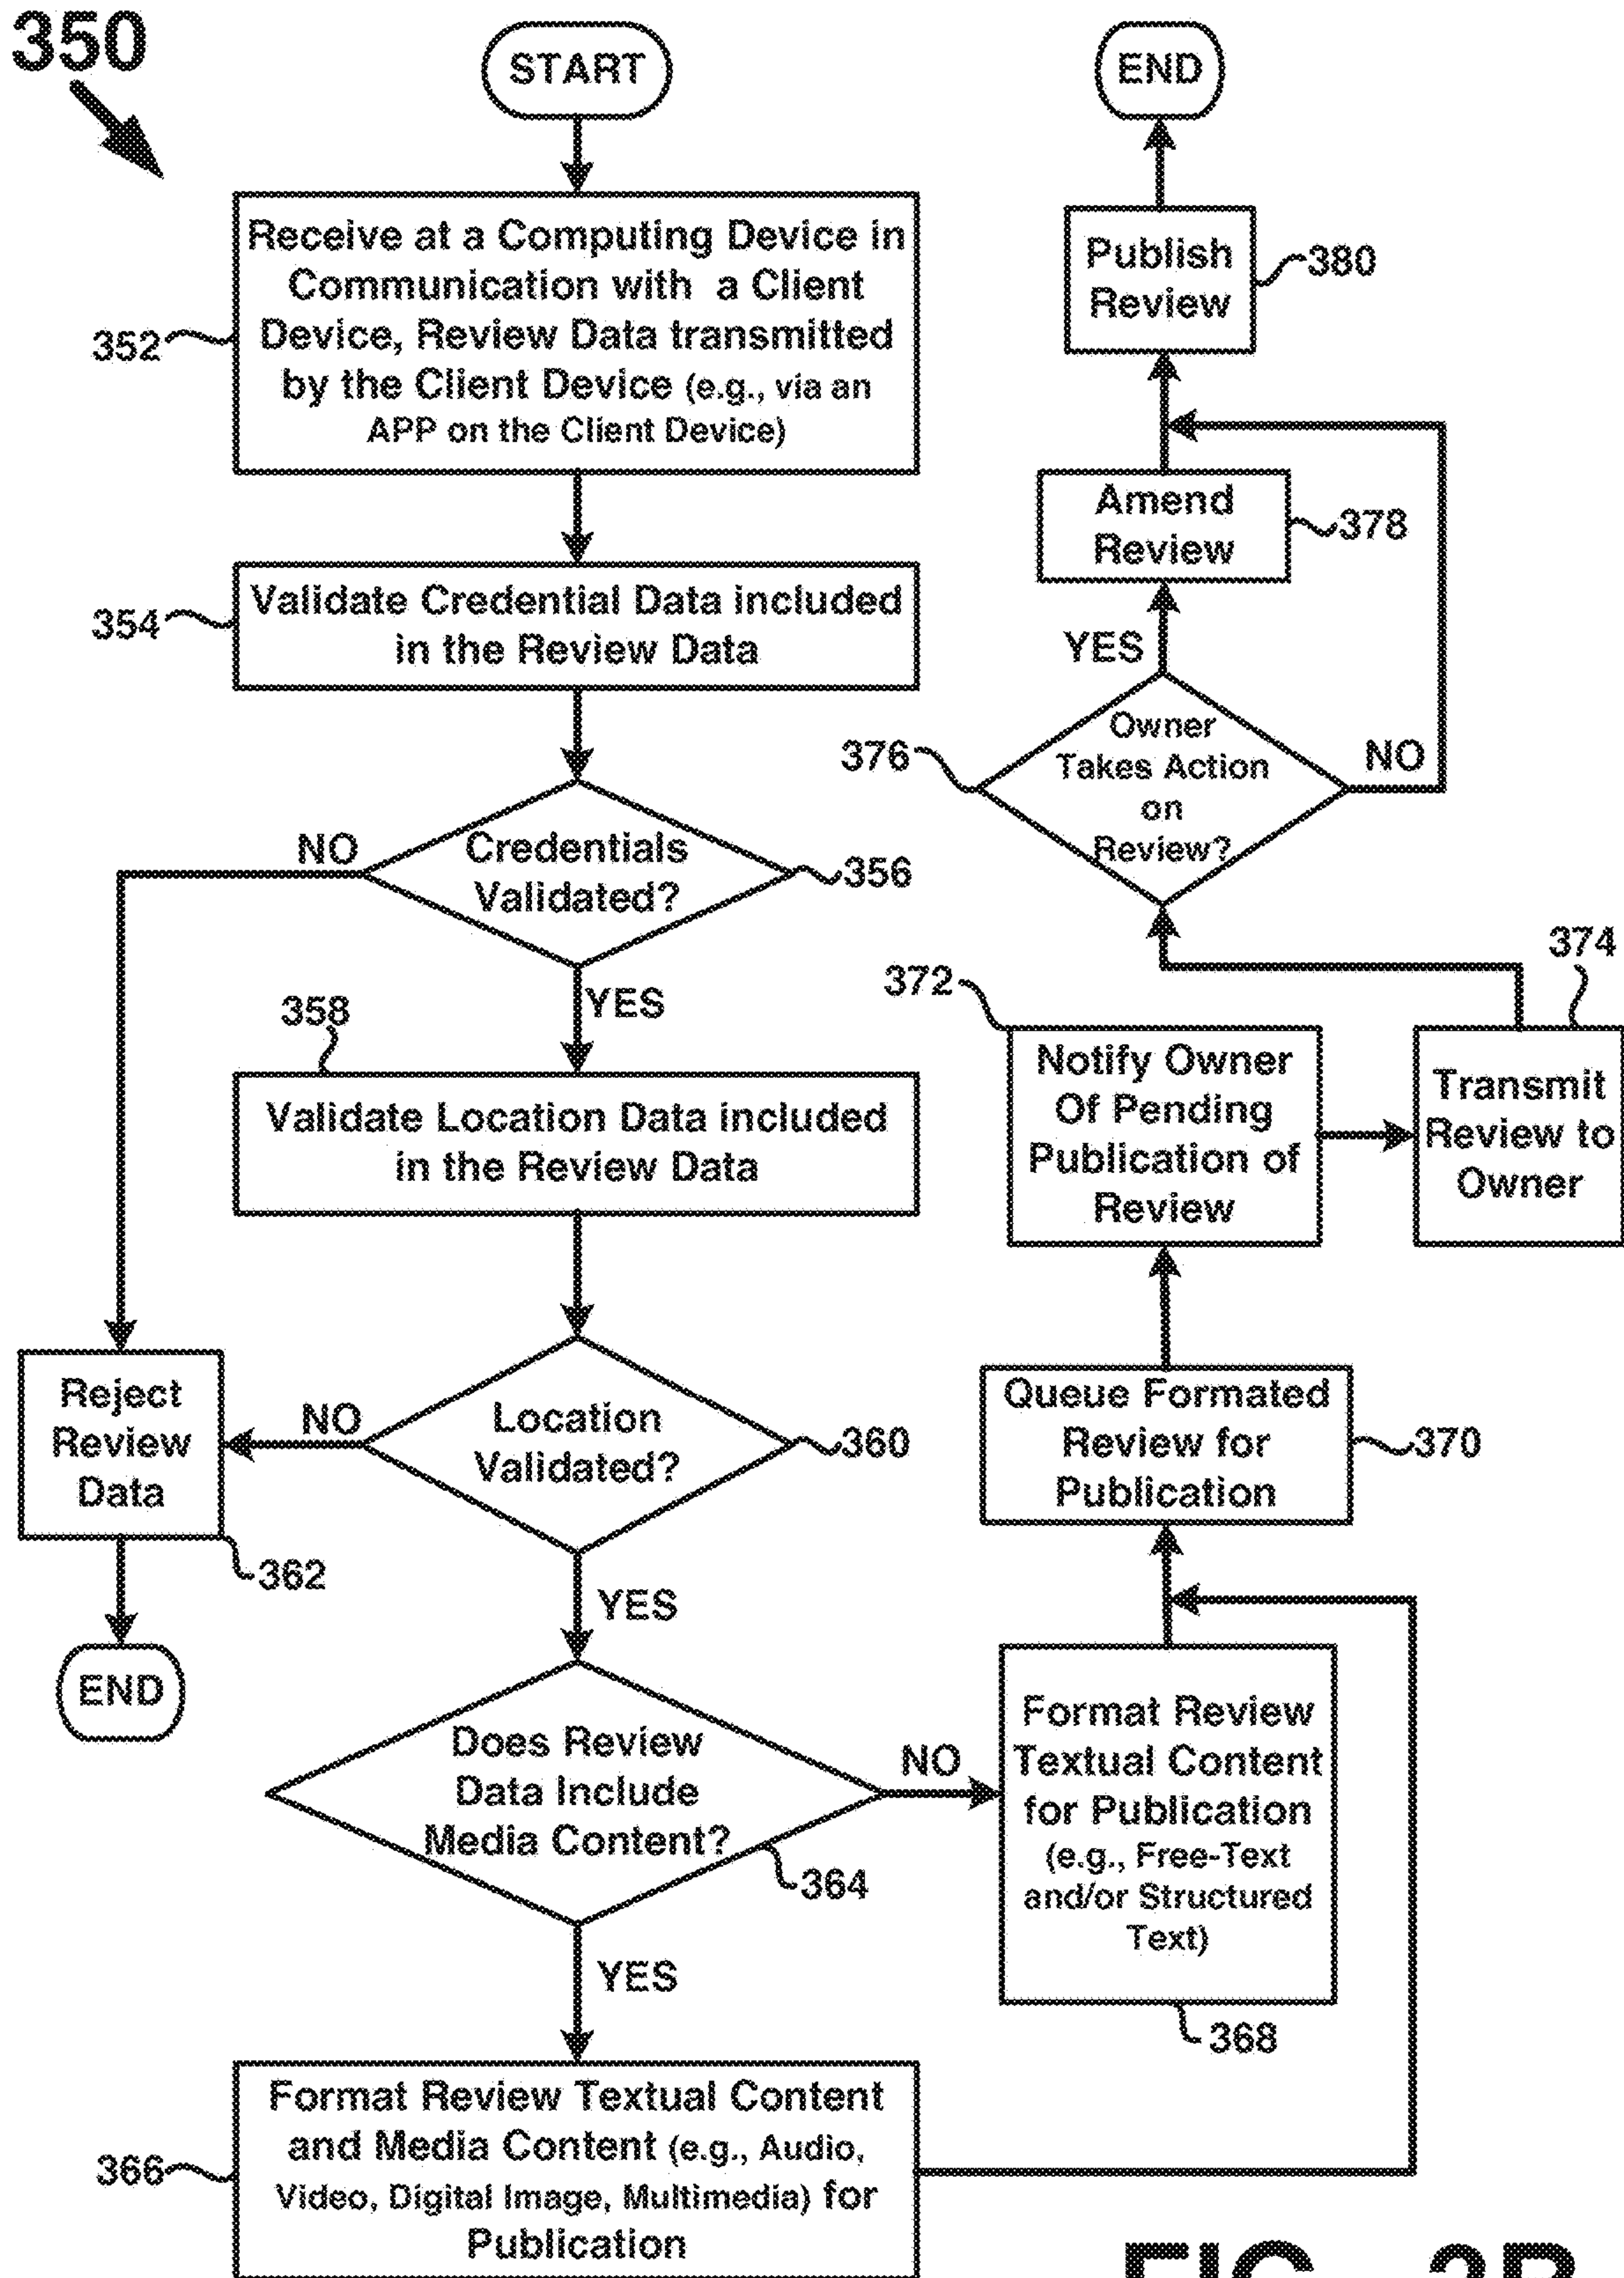 350
START
Receive at a Computing Device in
Communication with a Client
Device, Review Data transmitted
by the Client Device (e.g., via an
APP on the Client Device)
352
354
Validate Credential Data included
in the Review Data
Credentials
Validated?
356
NO
YES
358
Validate Location Data included
in the Review Data
Location
Validated?
360
NO
Reject
Review
Data
362
END
YES
Does Review
Data Include
Media Content?
364
NO
YES
366
Format Review Textual Content
and Media Content (e.g., Audio,
Video, Digital Image, Multimedia) for
Publication
Format Review
Textual Content
for Publication
(e.g., Free-Text
and/or Structured
Text)
368
Queue Formated
Review for
Publication
370
372
Notify Owner
Of Pending
Publication of
Review
374
Transmit
Review to
Owner
376
Owner
Takes Action
on
Review?
NO
YES
Amend
Review
378
Publish
Review
380
END
FIG. 3B